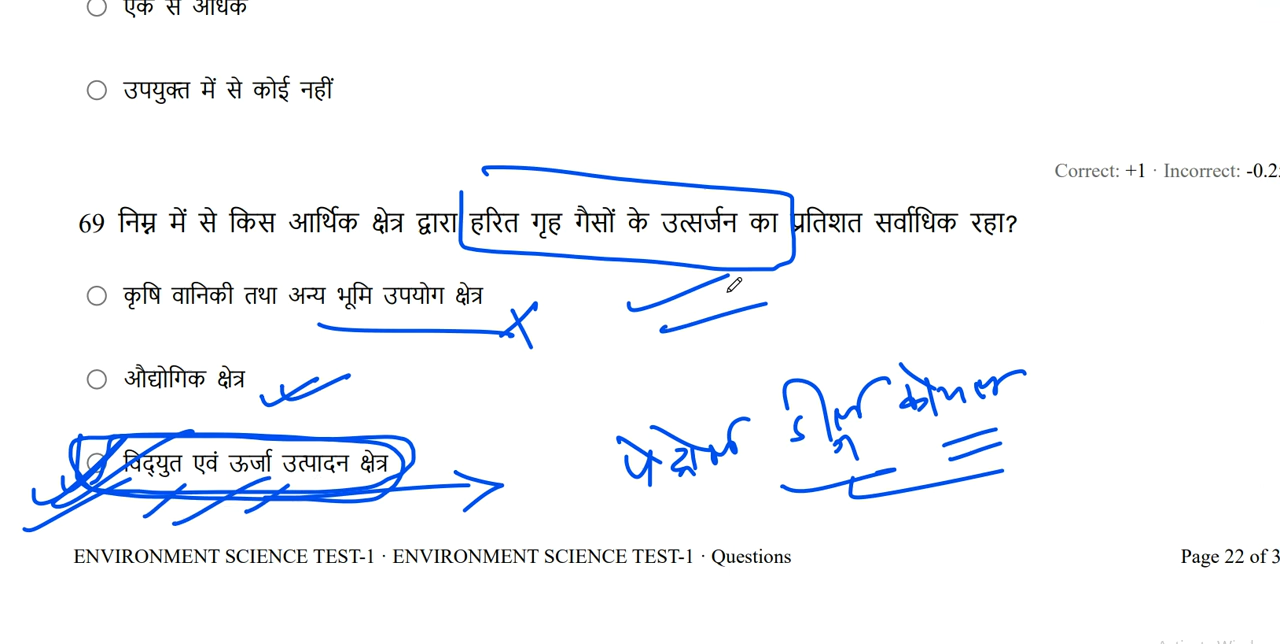 एक से अधिक
उपयुक्त में से कोई नहीं
Correct: +1 · Incorrect: -0.2
69 निम्न में से किस आर्थिक क्षेत्र द्वारा हरित गृह गैसों के उत्सर्जन का प्रतिशत सर्वाधिक रहा?
कृषि वानिकी तथा अन्य भूमि उपयोग क्षेत्र
औद्योगिक क्षेत्र
विद्युत एवं ऊर्जा उत्पादन क्षेत्र
ENVIRONMENT SCIENCE TEST-1 · ENVIRONMENT SCIENCE TEST-1 · Questions
Page 22 of 3